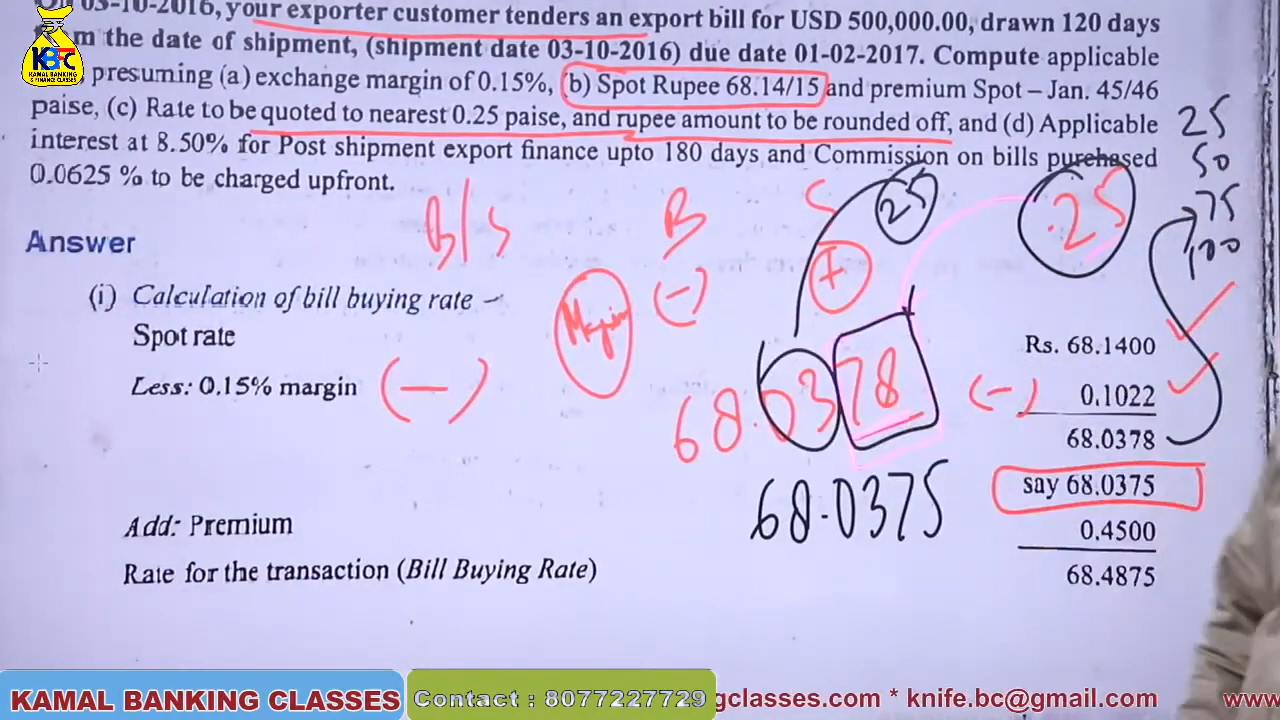 03-10-2016, your exporter customer tenders an export bill for USD 500,000.00, drawn 120 days
the date of shipment, (shipment date 03-10-2016) due date 01-02-2017. Compute applicable
presuming (a) exchange margin of 0.15%, (b) Spot Rupee 68.14/15 and premium Spot – Jan. 45/46
paise, (c) Rate to be quoted to nearest 0.25 paise, and rupee amount to be rounded off, and (d) Applicable
interest at 8.50% for Post shipment export finance upto 180 days and Commission on bills purchased
0.0625 % to be charged upfront.
25
50
75
100
B/S
B
S
25
.25
Answer
(-)
+
Margin
(i) Calculation of bill buying rate –
Spot rate
Rs. 68.1400
Less: 0.15% margin
(-)
68.0378
(-)
0.1022
68.0378
say 68.0375
68.0375
Add: Premium
0.4500
Rate for the transaction (Bill Buying Rate)
68.4875
KBFC
KAMAL BANKING
& FINANCE CLASSES
KAMAL BANKING CLASSES
Contact : 8077227729
gclasses.com * knife.bc@gmail.com
www